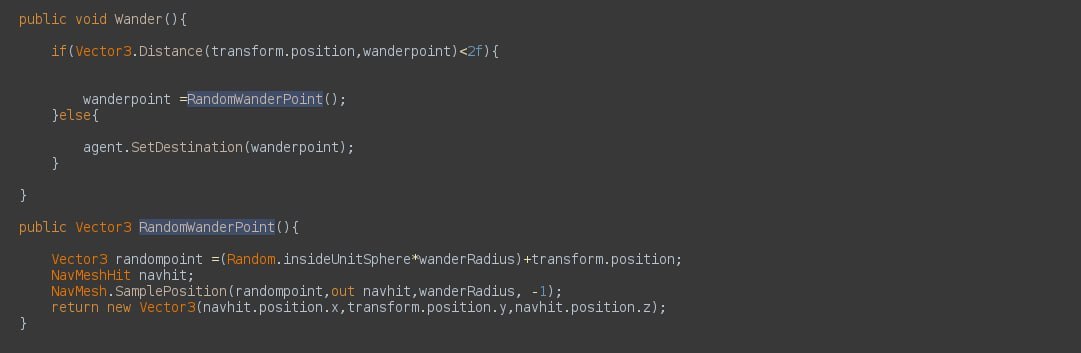 public void Wander(){
if(Vector3.Distance(transform.position,wanderpoint)<2f){
wanderpoint =RandomWanderPoint();
}else{
agent.SetDestination(wanderpoint);
}
}
public Vector3 RandomWanderPoint(){
Vector3 randompoint =(Random.insideUnitSphere*wanderRadius)+transform.position;
NavMeshHit navhit;
NavMesh.SamplePosition(randompoint,out navhit,wanderRadius, -1);
return new Vector3(navhit.position.x,transform.position.y,navhit.position.z);
}